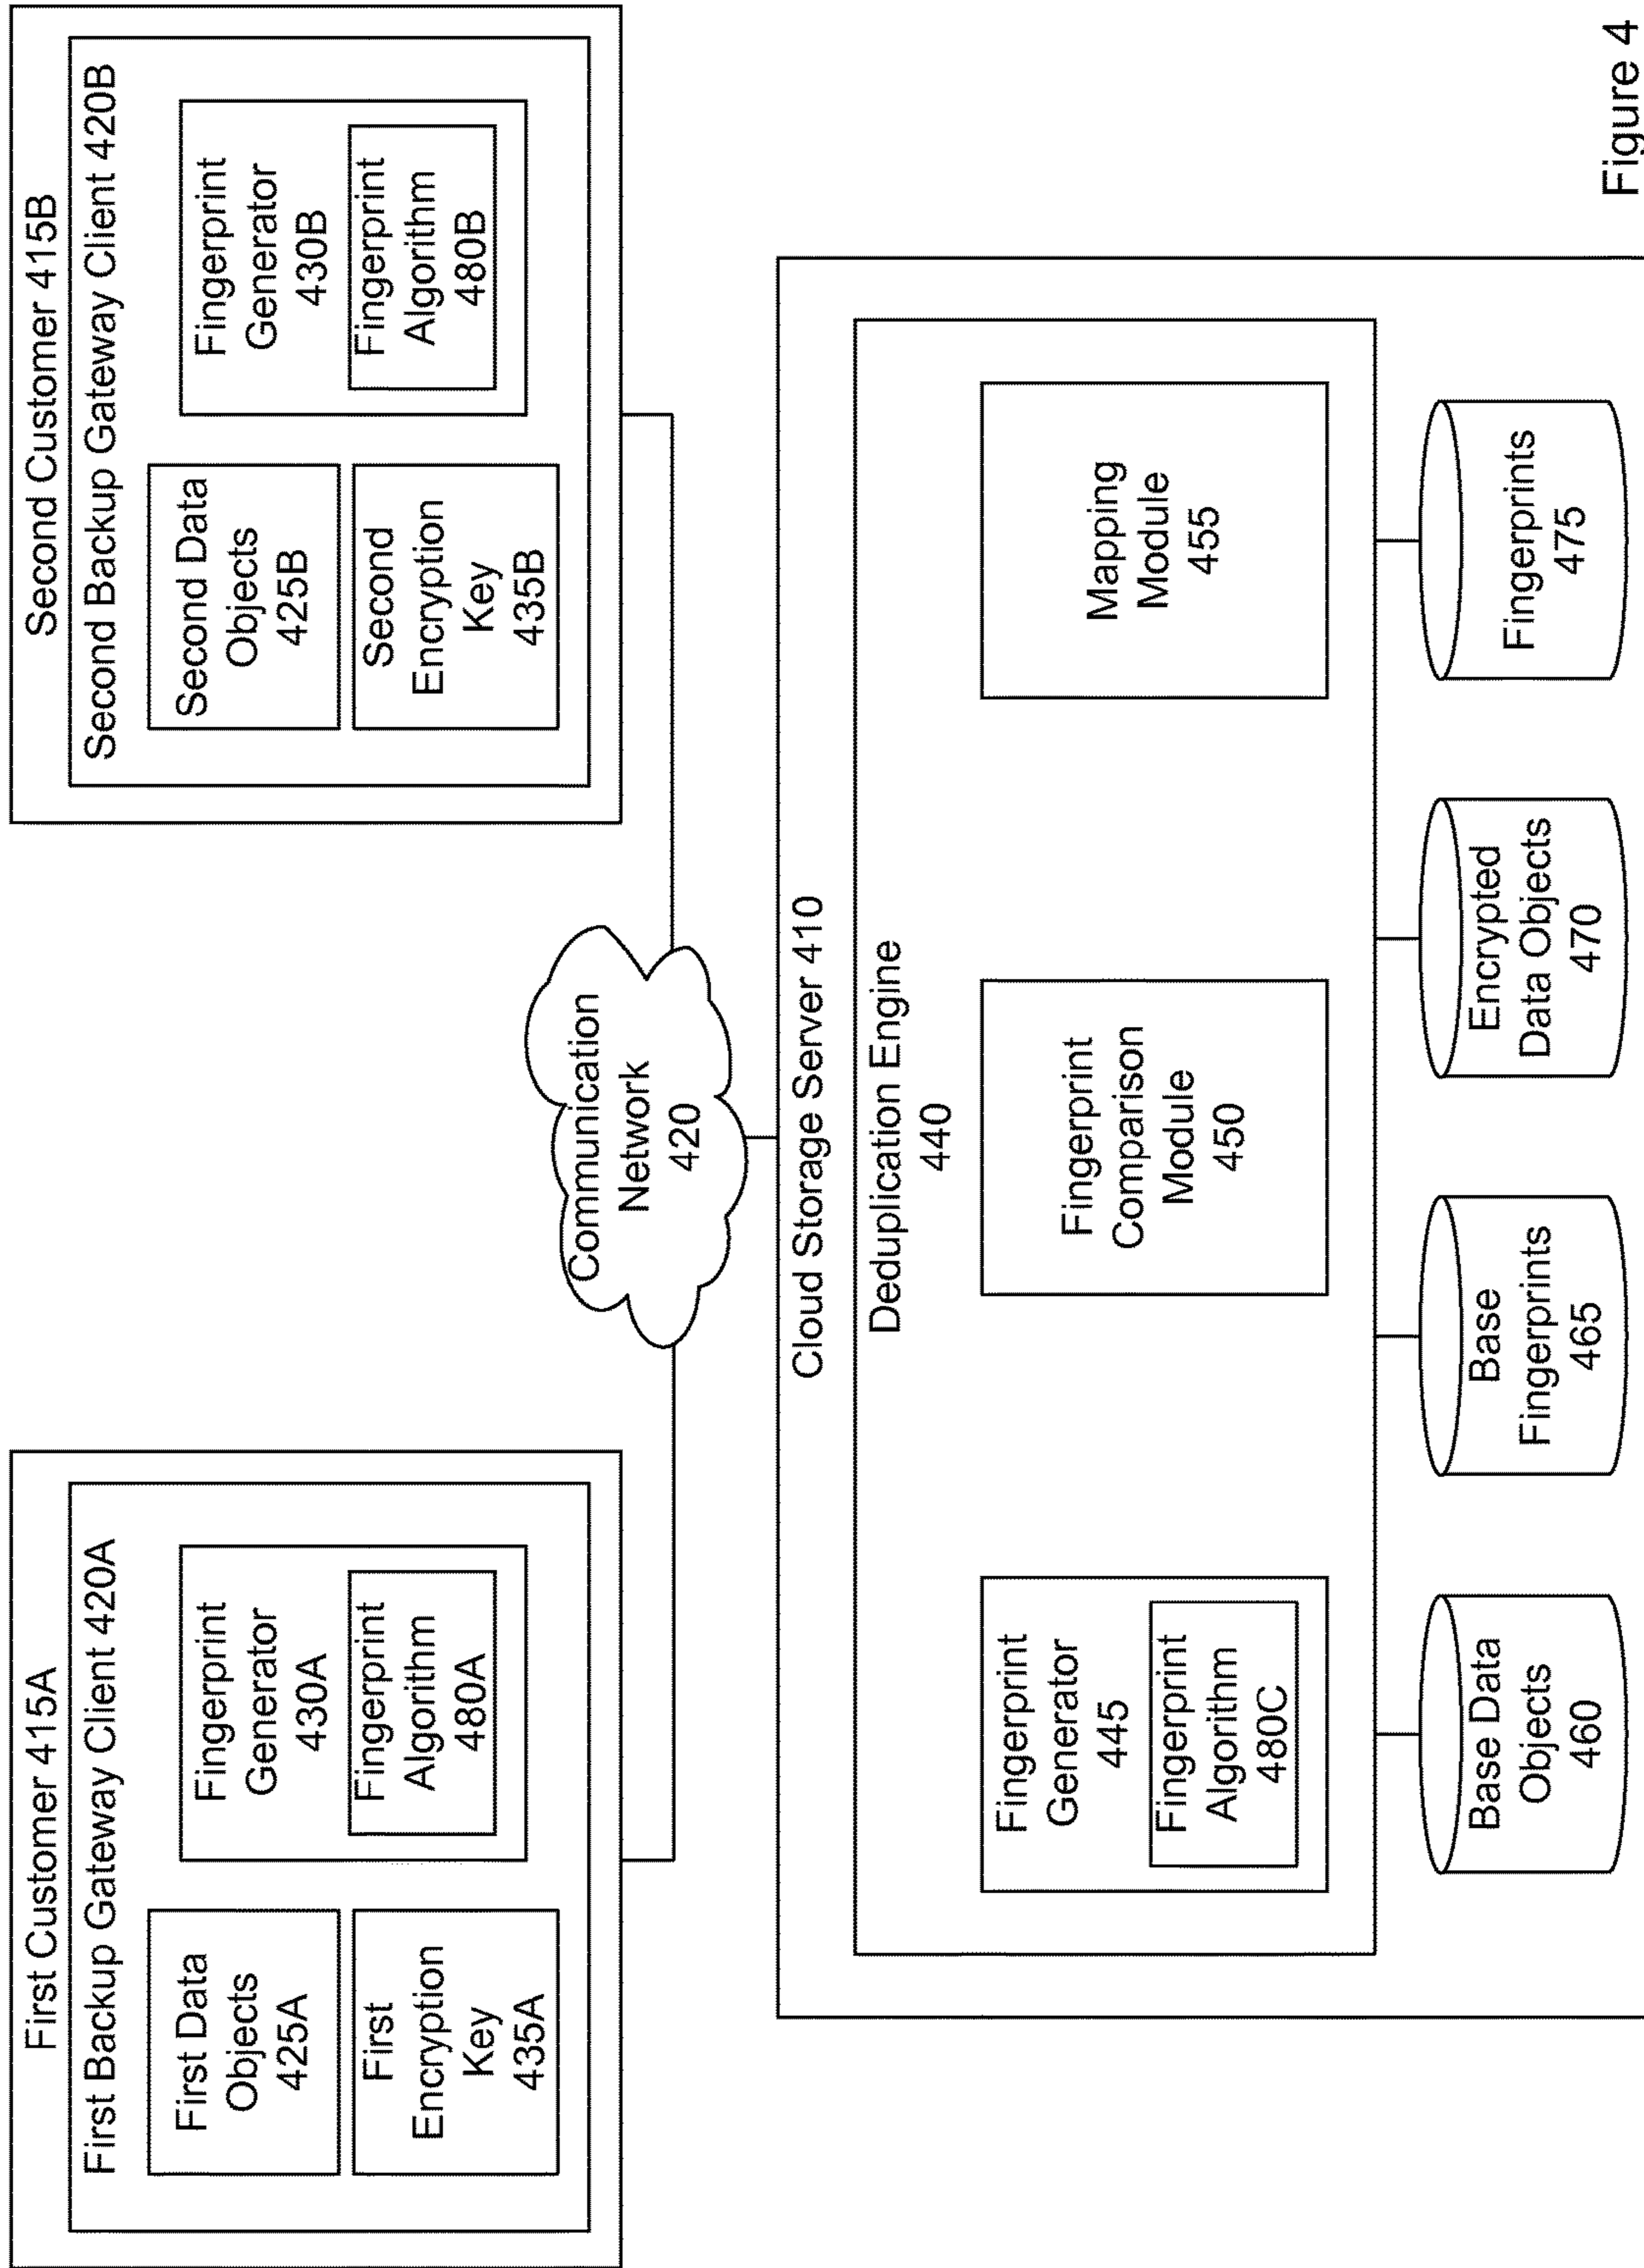 First Customer 415A
First Backup Gateway Client 420A
First Data
Objects
425A
First
Encryption
Key
435A
Fingerprint
Generator
430A
Fingerprint
Algorithm
480A
Second Customer 415B
Second Backup Gateway Client 420B
Second Data
Objects
425B
Second
Encryption
Key
435B
Fingerprint
Generator
430B
Fingerprint
Algorithm
480B
Communication
Network
420
Cloud Storage Server 410
Deduplication Engine
440
Fingerprint
Generator
445
Fingerprint
Algorithm
480C
Fingerprint
Comparison
Module
450
Mapping
Module
455
Base Data
Objects
460
Base
Fingerprints
465
Encrypted
Data Objects
470
Fingerprints
475
Figure 4